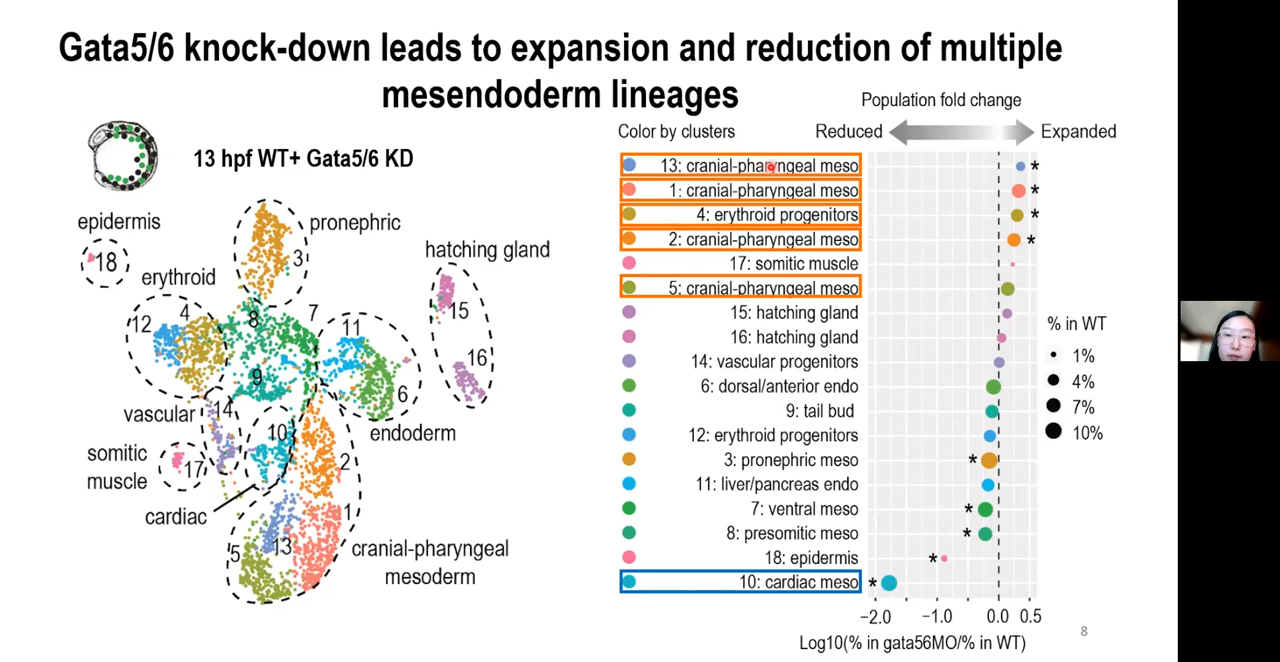 Gata5/6 knock-down leads to expansion and reduction of multiple
mesendoderm lineages
13 hpf WT+ Gata5/6 KD
epidermis
18
pronephric
3
erythroid
12
4
8
7
11
hatching gland
15
16
9
6
endoderm
vascular
14
10
somitic
muscle
17
cardiac
2
1
5
13
cranial-pharyngeal
mesoderm
Population fold change
Color by clusters
Reduced
Expanded
13: cranial-pharyngeal meso
*
1: cranial-pharyngeal meso
*
4: erythroid progenitors
*
2: cranial-pharyngeal meso
*
17: somitic muscle
5: cranial-pharyngeal meso
15: hatching gland
16: hatching gland
14: vascular progenitors
6: dorsal/anterior endo
9: tail bud
12: erythroid progenitors
3: pronephric meso
*
11: liver/pancreas endo
7: ventral meso
*
8: presomitic meso
*
18: epidermis
*
10: cardiac meso
*
-2.0 -1.0 0.0 0.5
Log10(% in gata56MO/% in WT)
% in WT
1%
4%
7%
10%
8